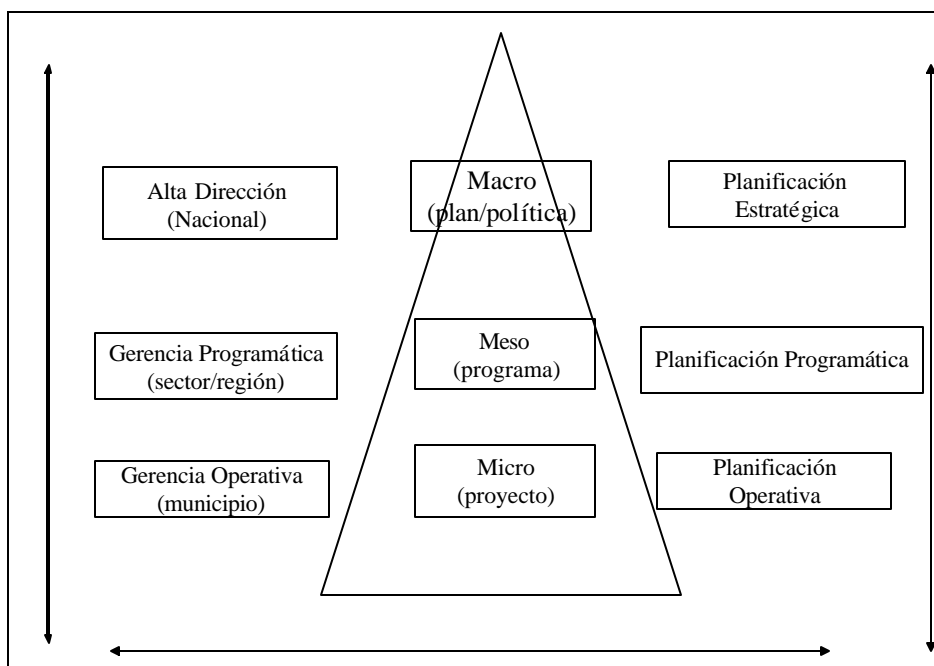 Alta Dirección
(Nacional)
Macro
(plan/política)
Planificación
Estratégica
Gerencia Programática
(sector/región)
Meso
(programa)
Planificación Programática
Gerencia Operativa
(municipio)
Micro
(proyecto)
Planificación
Operativa